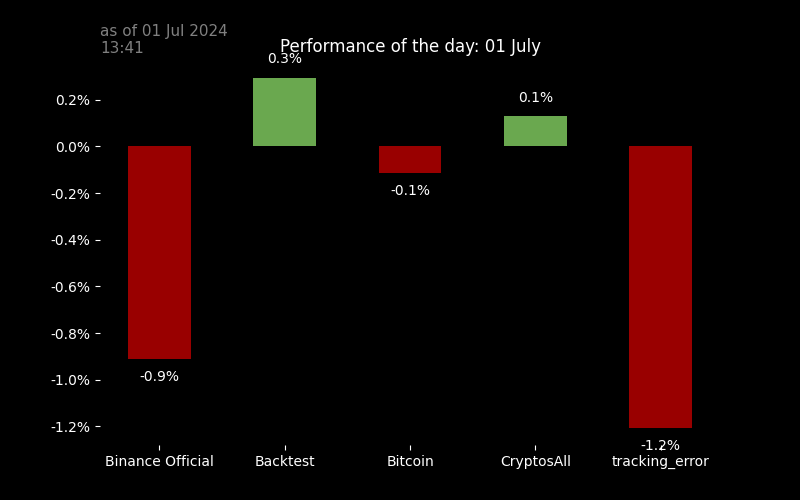 as of 01 Jul 2024
13:41
Performance of the day: 01 July
0.3%
0.2%
0.1%
0.0%
-0.2%
-0.1%
-0.4%
-0.6%
-0.8%
-1.0%
-0.9%
-1.2%
-1.2%
Binance Official
Backtest
Bitcoin
CryptosAll
tracking_error